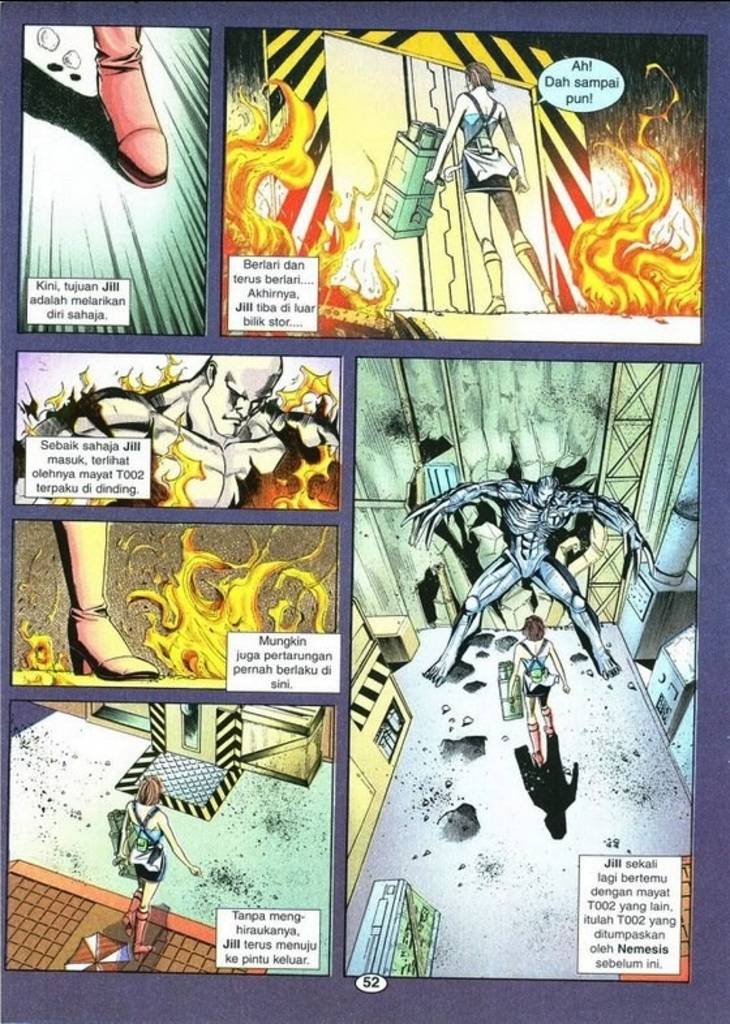 Kini, tujuan Jill
adalah melarikan
diri sahaja.
Ah!
Dah sampai
pun!
Berlari dan
terus berlari....
Akhirnya,
Jill tiba di luar
bilik stor....
Sebaik sahaja Jill
masuk, terlihat
olehnya mayat T002
terpaku di dinding.
Mungkin
juga pertarungan
pernah berlaku di
sini.
Tanpa meng-
hiraukanya,
Jill terus menuju
ke pintu keluar.
Jill sekali
lagi bertemu
dengan mayat
T002 yang lain,
itulah T002 yang
ditumpaskan
oleh Nemesis
sebelum ini.
52